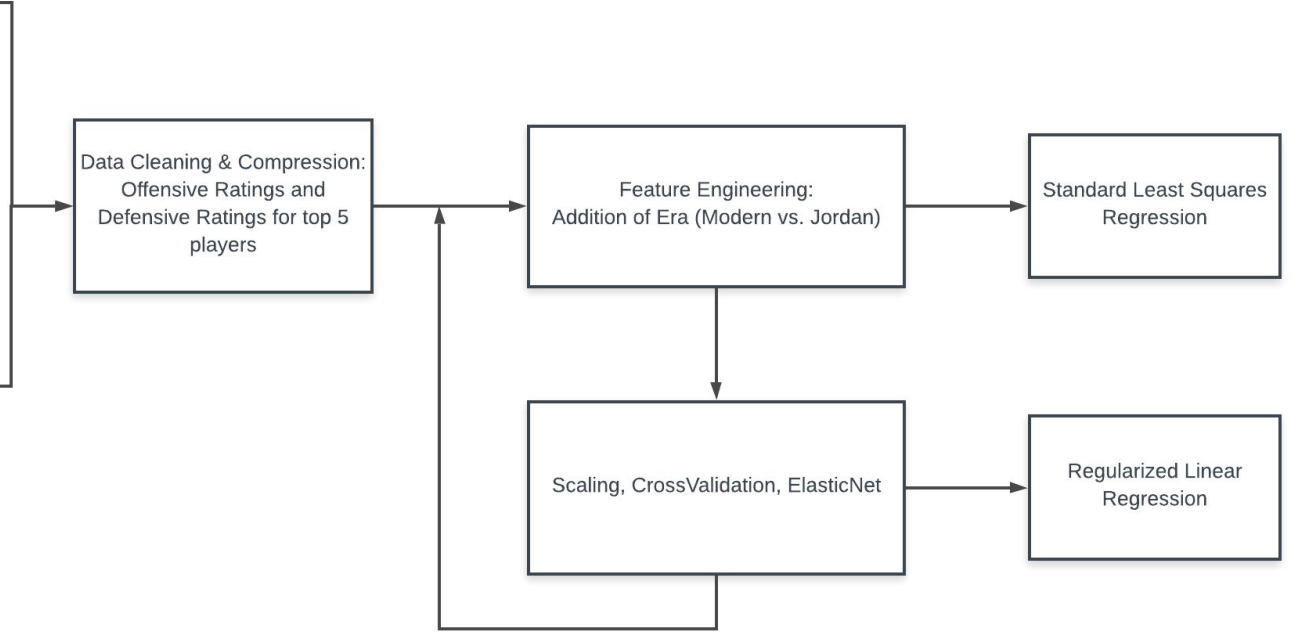 Data Cleaning & Compression:
Offensive Ratings and
Defensive Ratings for top 5
players
Feature Engineering:
Addition of Era (Modern vs. Jordan)
Standard Least Squares
Regression
Scaling, CrossValidation, ElasticNet
Regularized Linear
Regression